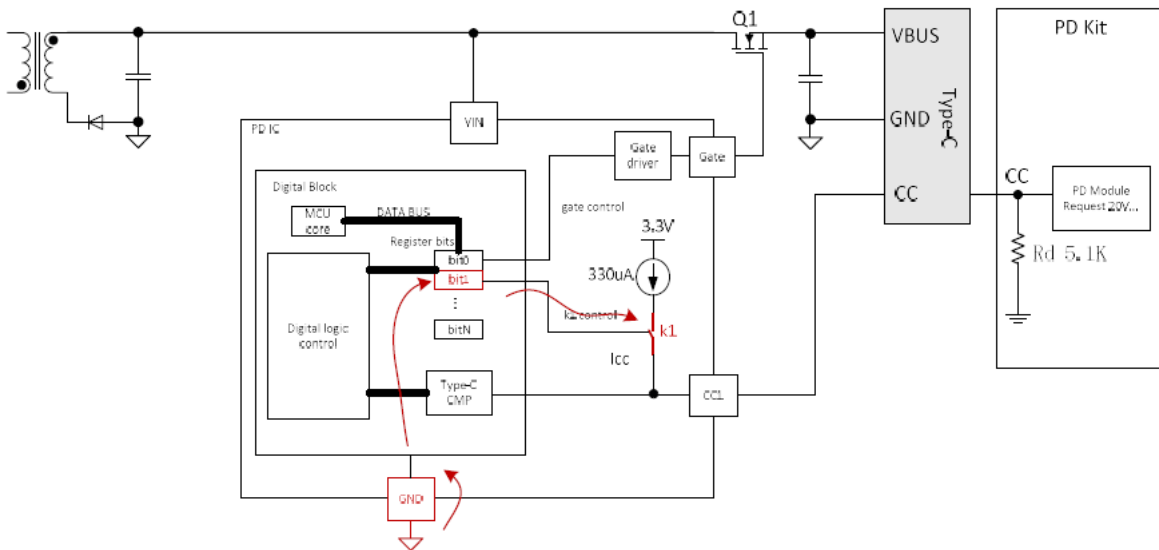 Q1
VBUS
GND
CC
Type-C
PD Kit
CC
PD Module
Request 20V...
Rd 5.1K
PD IC
VIN
Gate
driver
Gate
gate control
Digital Block
MCU
core
DATA BUS
Register bits
bit0
bit1
bitN
Digital logic
control
Type-C
CMP
3.3V
330uA
control
k1
Icc
CC1
GND